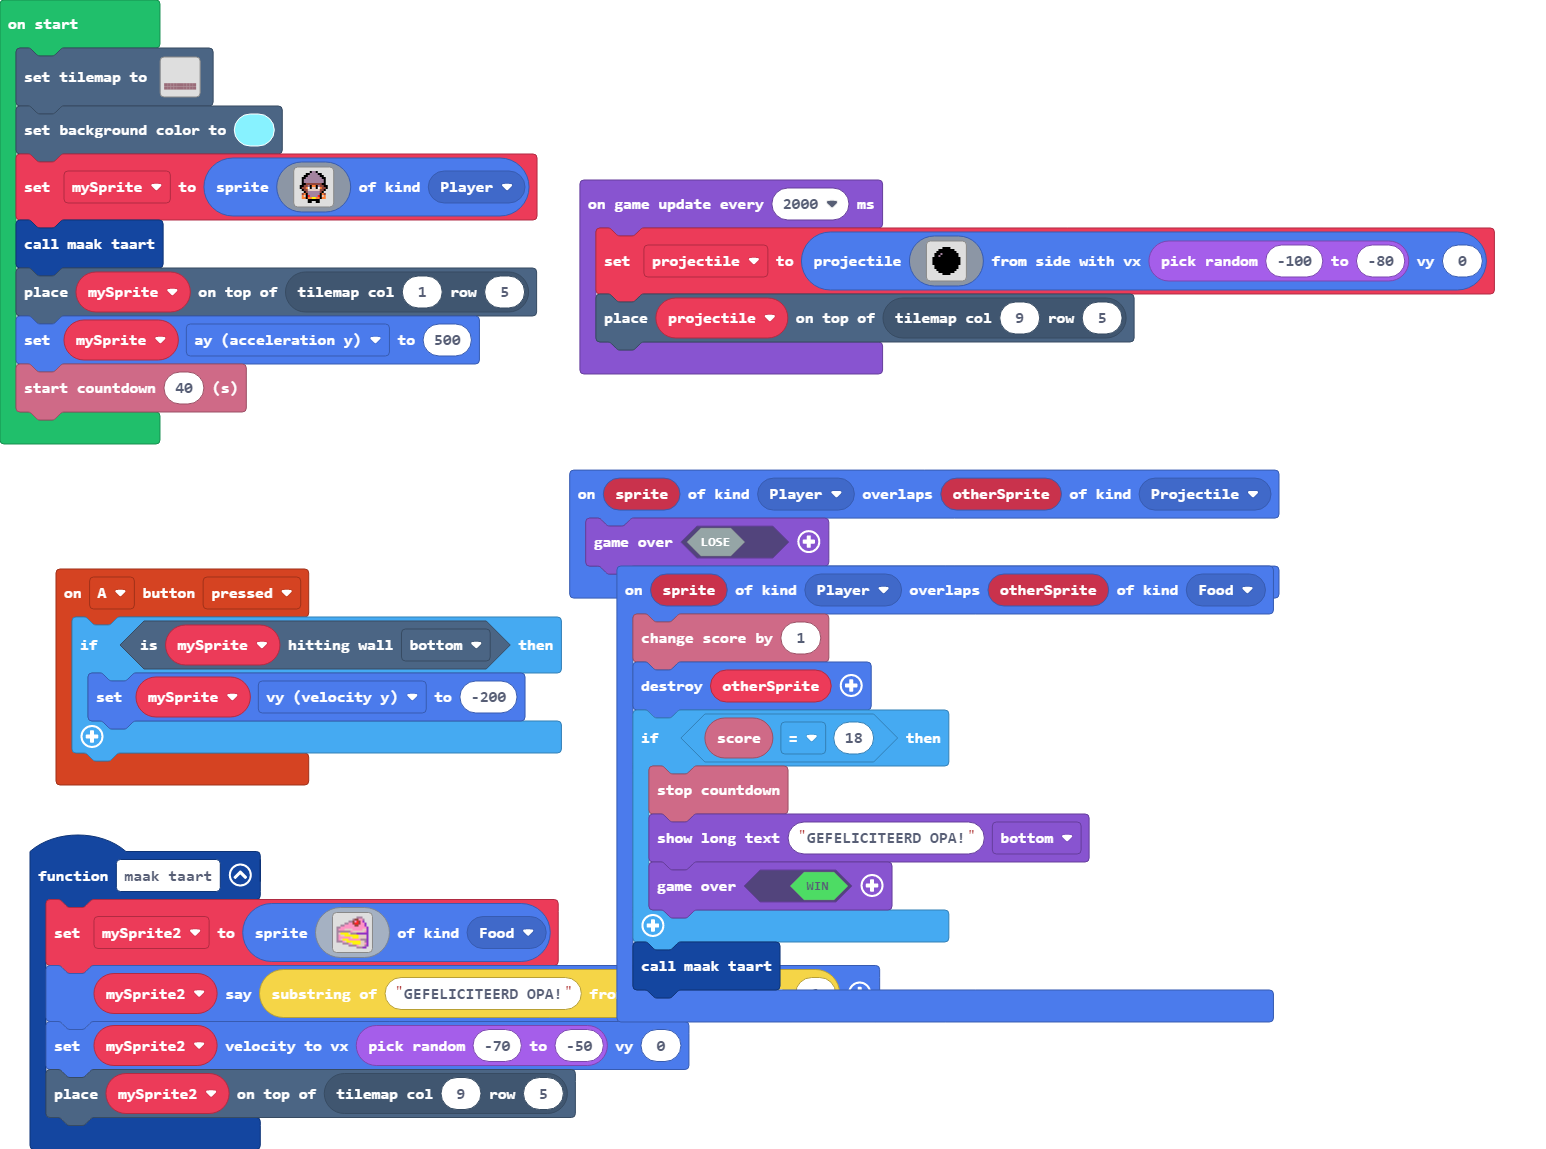 on start
set tilemap to
set background color to
set mySprite to sprite of kind Player
call maak taart
place mySprite on top of tilemap col 1 row 5
set mySprite ay (acceleration y) to 500
start countdown 40 (s)
on game update every 2000 ms
set projectile to projectile from side with vx pick random -100 to -80 vy 0
place projectile on top of tilemap col 9 row 5
on sprite of kind Player overlaps otherSprite of kind Projectile
game over LOSE
on A button pressed
if is mySprite hitting wall bottom then
set mySprite vy (velocity y) to -200
on sprite of kind Player overlaps otherSprite of kind Food
change score by 1
destroy otherSprite
if score = 18 then
stop countdown
show long text "GEFELICITEERD OPA!" bottom
game over WIN
call maak taart
function maak taart
set mySprite2 to sprite of kind Food
mySprite2 say substring of "GEFELICITEERD OPA!"
set mySprite2 velocity to vx pick random -70 to -50 vy 0
place mySprite2 on top of tilemap col 9 row 5